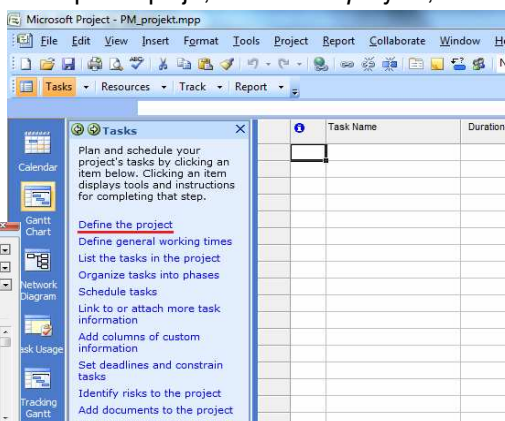 Microsoft Project - PM_projekt.mpp
File Edit View Insert Format Tools Project Report Collaborate Window
Tasks Resources Track Report
Tasks
Task Name
Duration
Plan and schedule your
project's tasks by clicking an
item below. Clicking an item
displays tools and instructions
for completing that step.
Define the project
Define general working times
List the tasks in the project
Organize tasks into phases
Schedule tasks
Link to or attach more task
information
Add columns of custom
information
Set deadlines and constrain
tasks
Identify risks to the project
Add documents to the project
Calendar
Gantt
Chart
Network
Diagram
ask Usage
Tracking
Gantt